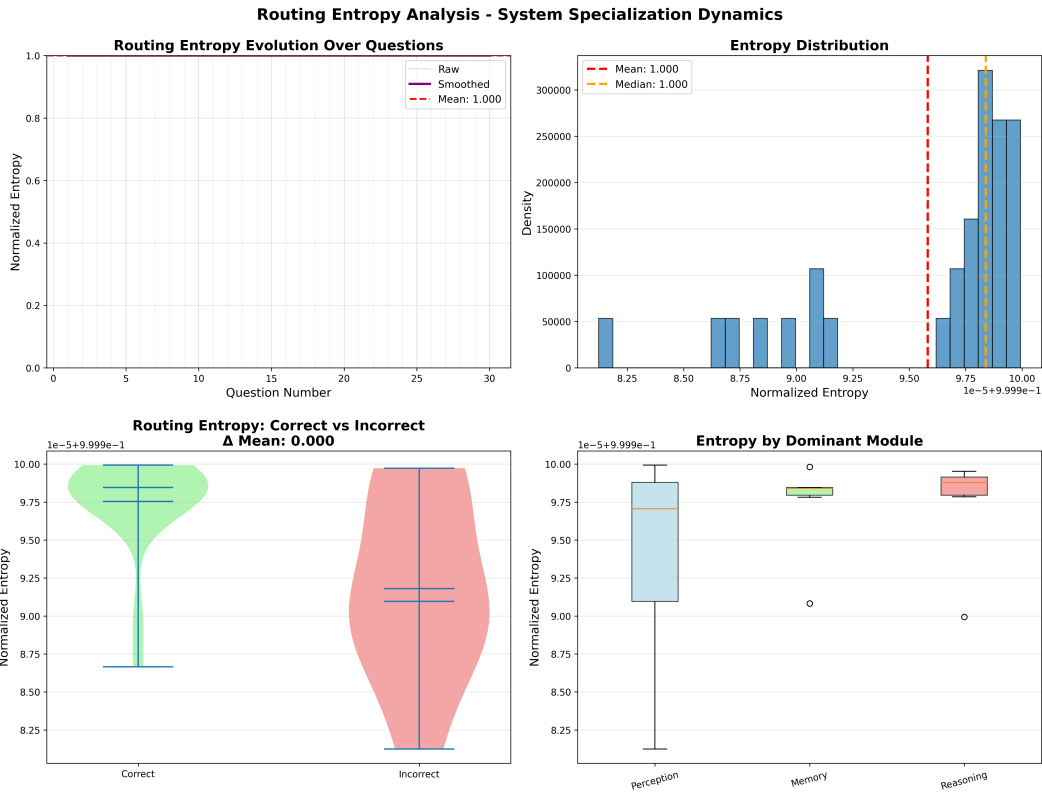 Routing Entropy Analysis - System Specialization Dynamics
Routing Entropy Evolution Over Questions
Normalized Entropy
1.0
0.8
0.6
0.4
0.2
0.0
0 5 10 15 20 25 30
Question Number
Raw
Smoothed
Mean: 1.000
Entropy Distribution
Density
300000
250000
200000
150000
100000
50000
0
8.25 8.50 8.75 9.00 9.25 9.50 9.75 10.00
1e−5+9.999e−1
Normalized Entropy
Mean: 1.000
Median: 1.000
Routing Entropy: Correct vs Incorrect
Δ Mean: 0.000
1e−5+9.999e−1
Normalized Entropy
10.00
9.75
9.50
9.25
9.00
8.75
8.50
8.25
Correct Incorrect
Entropy by Dominant Module
1e−5+9.999e−1
Normalized Entropy
10.00
9.75
9.50
9.25
9.00
8.75
8.50
8.25
Perception Memory Reasoning